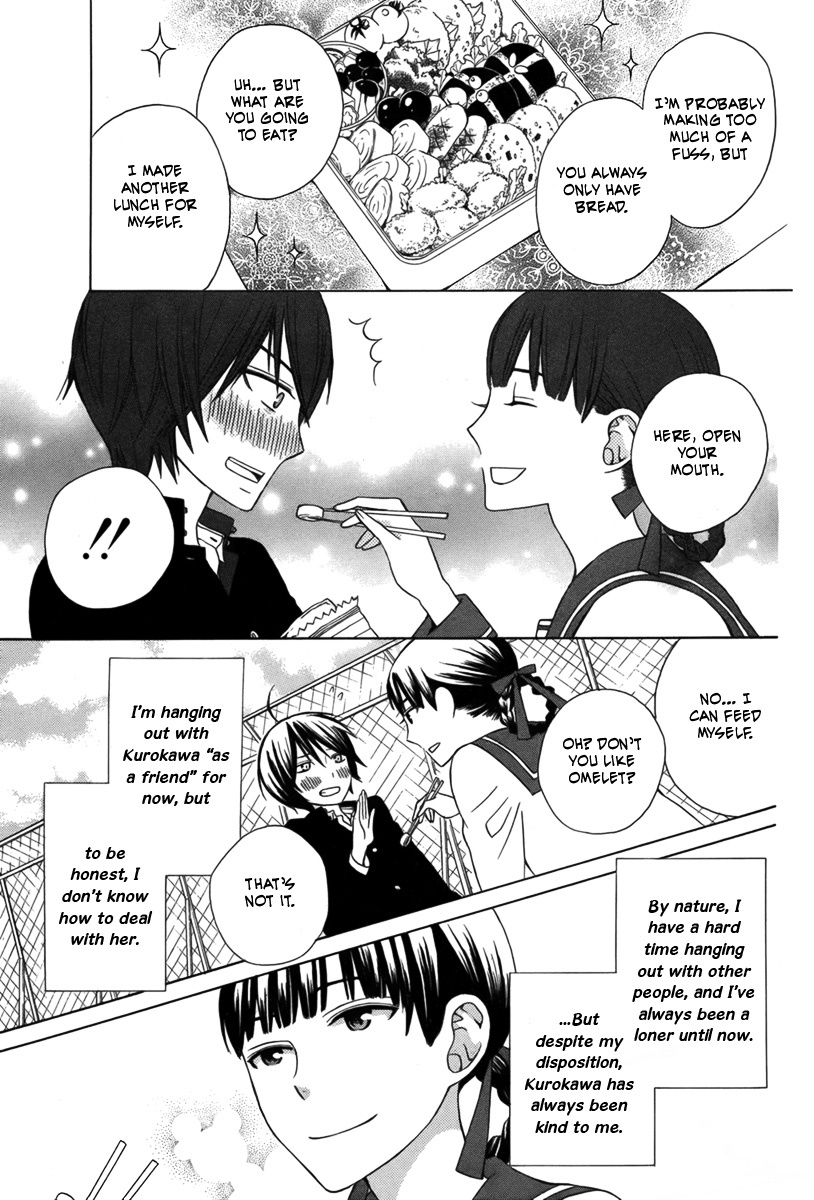 I'M PROBABLY
MAKING TOO
MUCH OF A
FUSS, BUT
YOU ALWAYS
ONLY HAVE
BREAD.
UH... BUT
WHAT ARE
YOU GOING
TO EAT?
I MADE
ANOTHER
LUNCH FOR
MYSELF.
HERE, OPEN
YOUR
MOUTH.
!!
NO... I
CAN FEED
MYSELF.
OH? DON'T
YOU LIKE
OMELET?
THAT'S
NOT IT.
I'm hanging
out with
Kurokawa "as
a friend" for
now, but
to be
honest, I
don't know
how to deal
with her.
By nature, I
have a hard
time hanging
out with other
people, and I've
always been a
loner until now.
...But
despite my
disposition,
Kurokawa has
always been
kind to me.